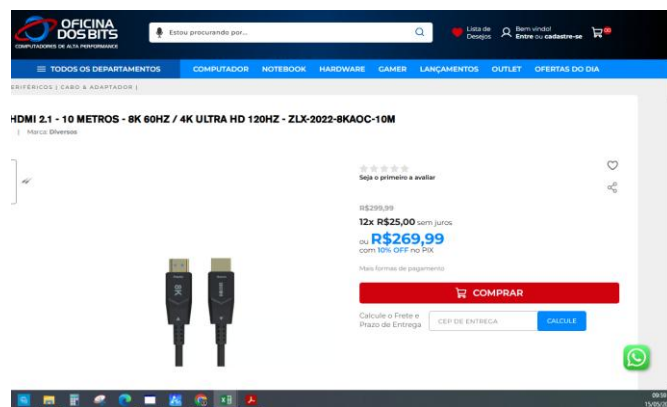 OFICINA
DOS BITS
COMPUTADORES DE ALTA PERFORMANCE
Estou procurando por...
Lista de
Desejos
Bem vindo!
Entre ou cadastre-se
TODOS OS DEPARTAMENTOS
COMPUTADOR
NOTEBOOK
HARDWARE
GAMER
LANÇAMENTOS
OUTLET
OFERTAS DO DIA
ERIFÉRICOS | CABO & ADAPTADOR |
HDMI 2.1 - 10 METROS - 8K 60HZ / 4K ULTRA HD 120HZ - ZLX-2022-8KAOC-10M
| Marca: Diversos
Seja o primeiro a avaliar
R$299,99
12x R$25,00 sem juros
ou R$269,99
com 10% OFF no PIX
Mais formas de pagamento
COMPRAR
Calcule o Frete e
Prazo de Entrega
CEP DE ENTREGA
CALCULE
8K
09:59